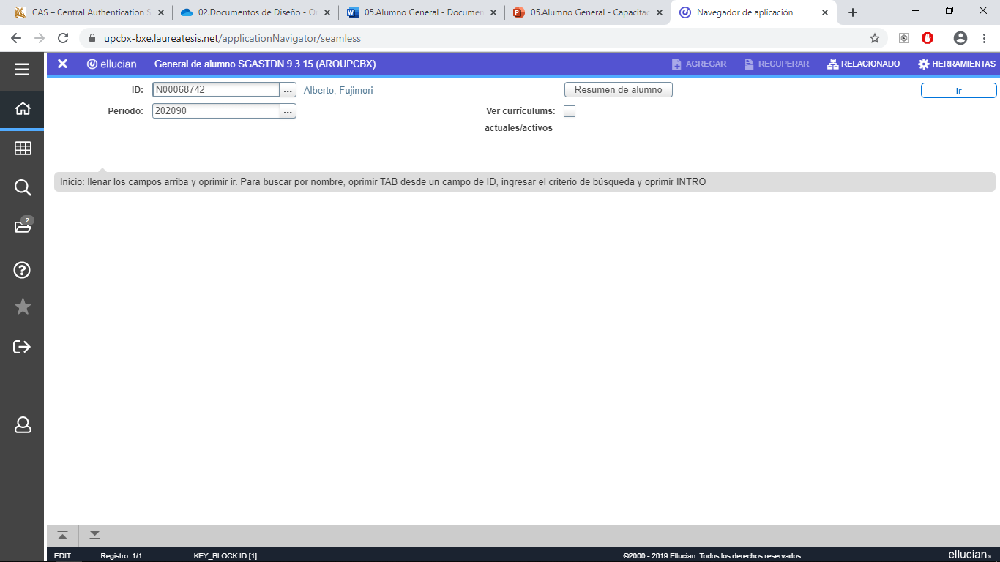 CAS – Central Authentication S
02.Documentos de Diseño - O
05.Alumno General - Documen
05.Alumno General - Capacitac
Navegador de aplicación
upcbx-bxe.laureatesis.net/applicationNavigator/seamless
ellucian General de alumno SGASTDN 9.3.15 (AROUPCBX) AGREGAR RECUPERAR RELACIONADO HERRAMIENTAS
ID: N00068742 ... Alberto, Fujimori Resumen de alumno Ir
Periodo: 202090 ... Ver currículums:
actuales/activos
Inicio: llenar los campos arriba y oprimir ir. Para buscar por nombre, oprimir TAB desde un campo de ID, ingresar el criterio de búsqueda y oprimir INTRO
2
EDIT Registro: 1/1 KEY_BLOCK.ID [1] ©2000 - 2019 Ellucian. Todos los derechos reservados. ellucian